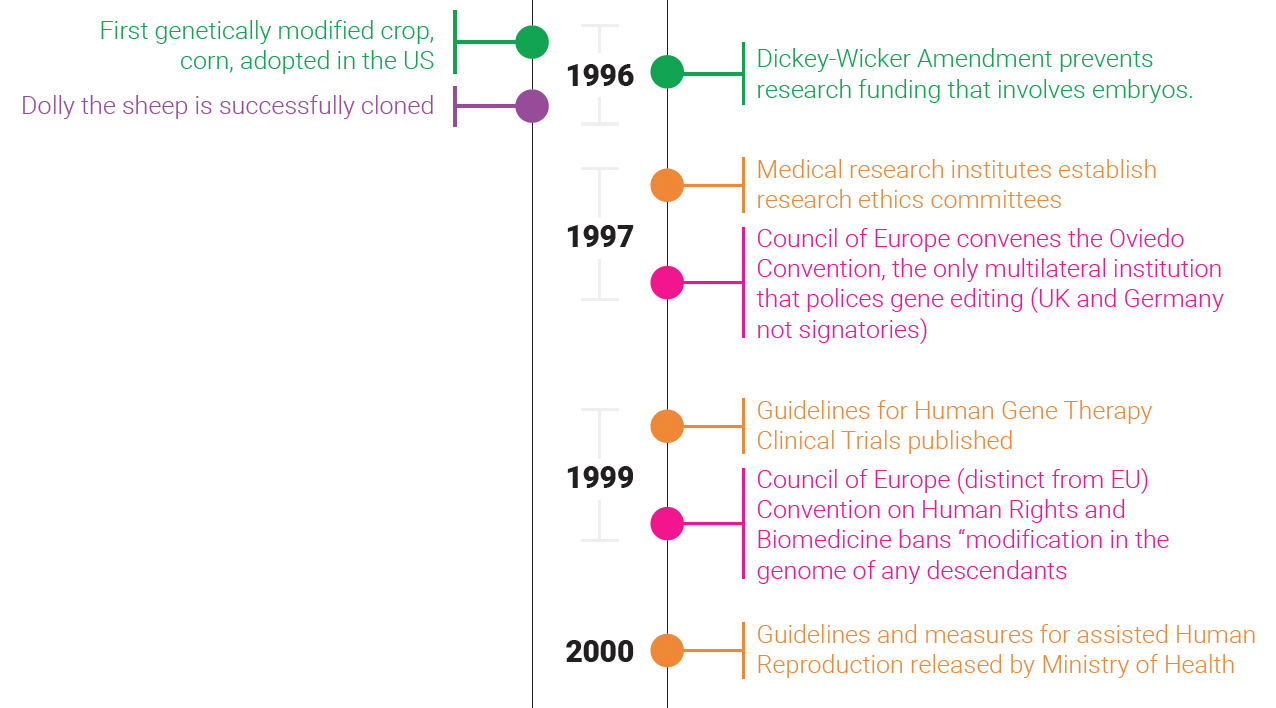 First genetically modified crop,
corn, adopted in the US
Dolly the sheep is successfully cloned
1996
Dickey-Wicker Amendment prevents
research funding that involves embryos.
1997
Medical research institutes establish
research ethics committees
Council of Europe convenes the Oviedo
Convention, the only multilateral institution
that polices gene editing (UK and Germany
not signatories)
1999
Guidelines for Human Gene Therapy
Clinical Trials published
Council of Europe (distinct from EU)
Convention on Human Rights and
Biomedicine bans “modification in the
genome of any descendants
2000
Guidelines and measures for assisted Human
Reproduction released by Ministry of Health